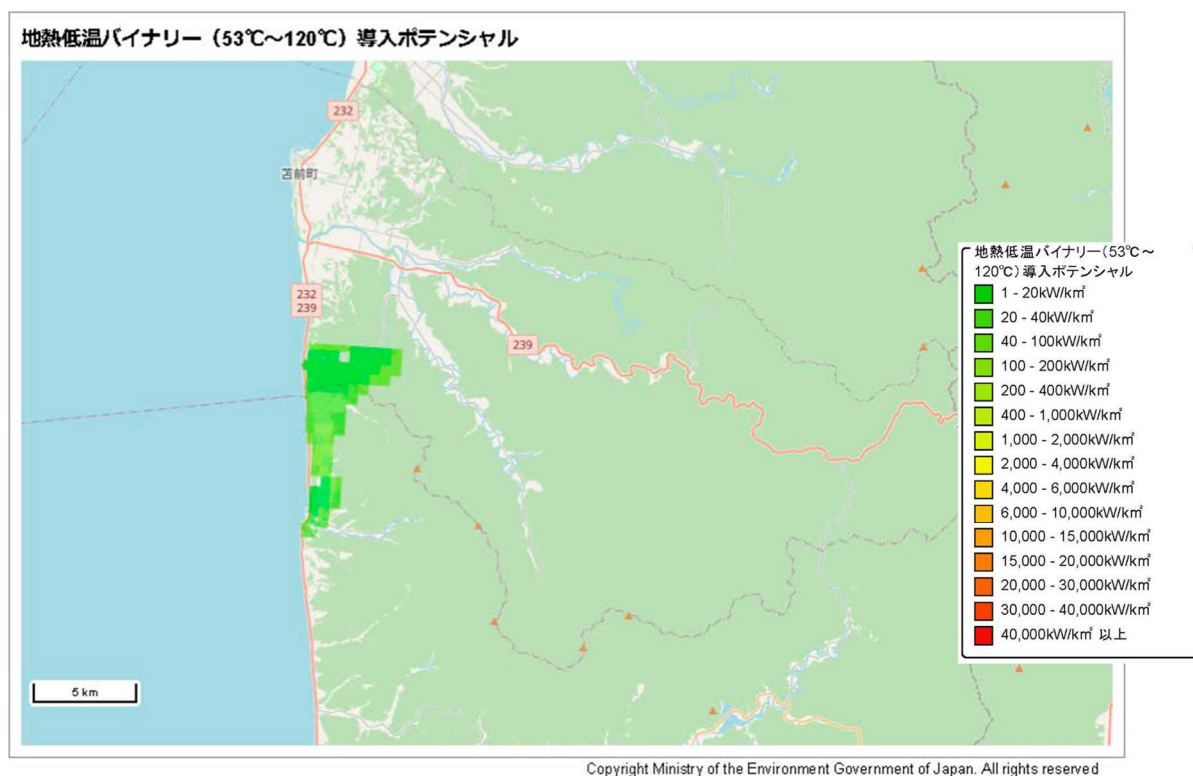 地熱低温バイナリー（53℃～120℃）導入ポテンシャル
232
苫前町
232
239
239
地熱低温バイナリー（53℃～
120℃）導入ポテンシャル
1 - 20kW/k㎡
20 - 40kW/k㎡
40 - 100kW/k㎡
100 - 200kW/k㎡
200 - 400kW/k㎡
400 - 1,000kW/k㎡
1,000 - 2,000kW/k㎡
2,000 - 4,000kW/k㎡
4,000 - 6,000kW/k㎡
6,000 - 10,000kW/k㎡
10,000 - 15,000kW/k㎡
15,000 - 20,000kW/k㎡
20,000 - 30,000kW/k㎡
30,000 - 40,000kW/k㎡
40,000kW/k㎡ 以上
5 km
Copyright Ministry of the Environment Government of Japan. All rights reserved